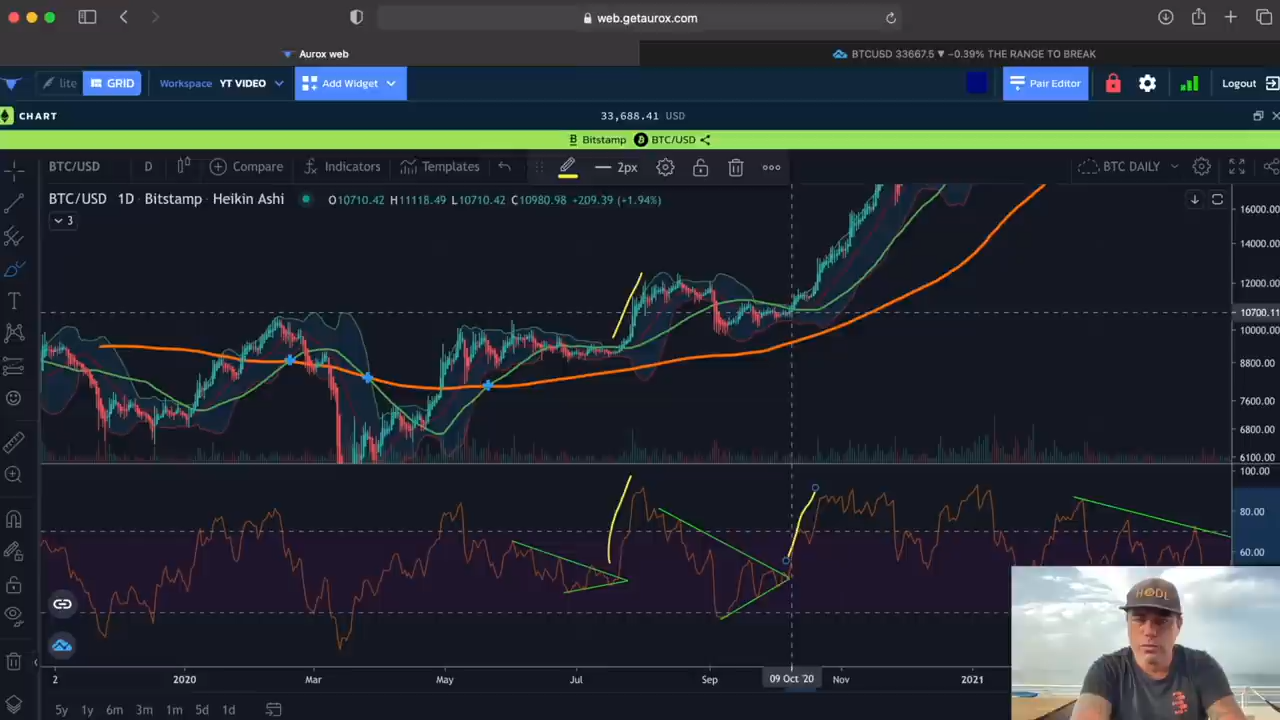 web.getaurox.com
Aurox web
BTCUSD 33667.5 ▼ −0.39% THE RANGE TO BREAK
lite GRID Workspace YT VIDEO Add Widget Pair Editor Logout
CHART 33,688.41 USD
Bitstamp BTC/USD
BTC/USD D Compare Indicators Templates 2px BTC DAILY
BTC/USD 1D Bitstamp Heikin Ashi O10710.42 H11118.49 L10710.42 C10980.98 +209.39 (+1.94%)
3
16000.00
14000.00
12000.00
10700.11
10000.00
8800.00
7600.00
6800.00
6100.00
100.00
80.00
60.00
HODL
2 2020 Mar May Jul Sep 09 Oct '20 Nov 2021
5y 1y 6m 3m 1m 5d 1d